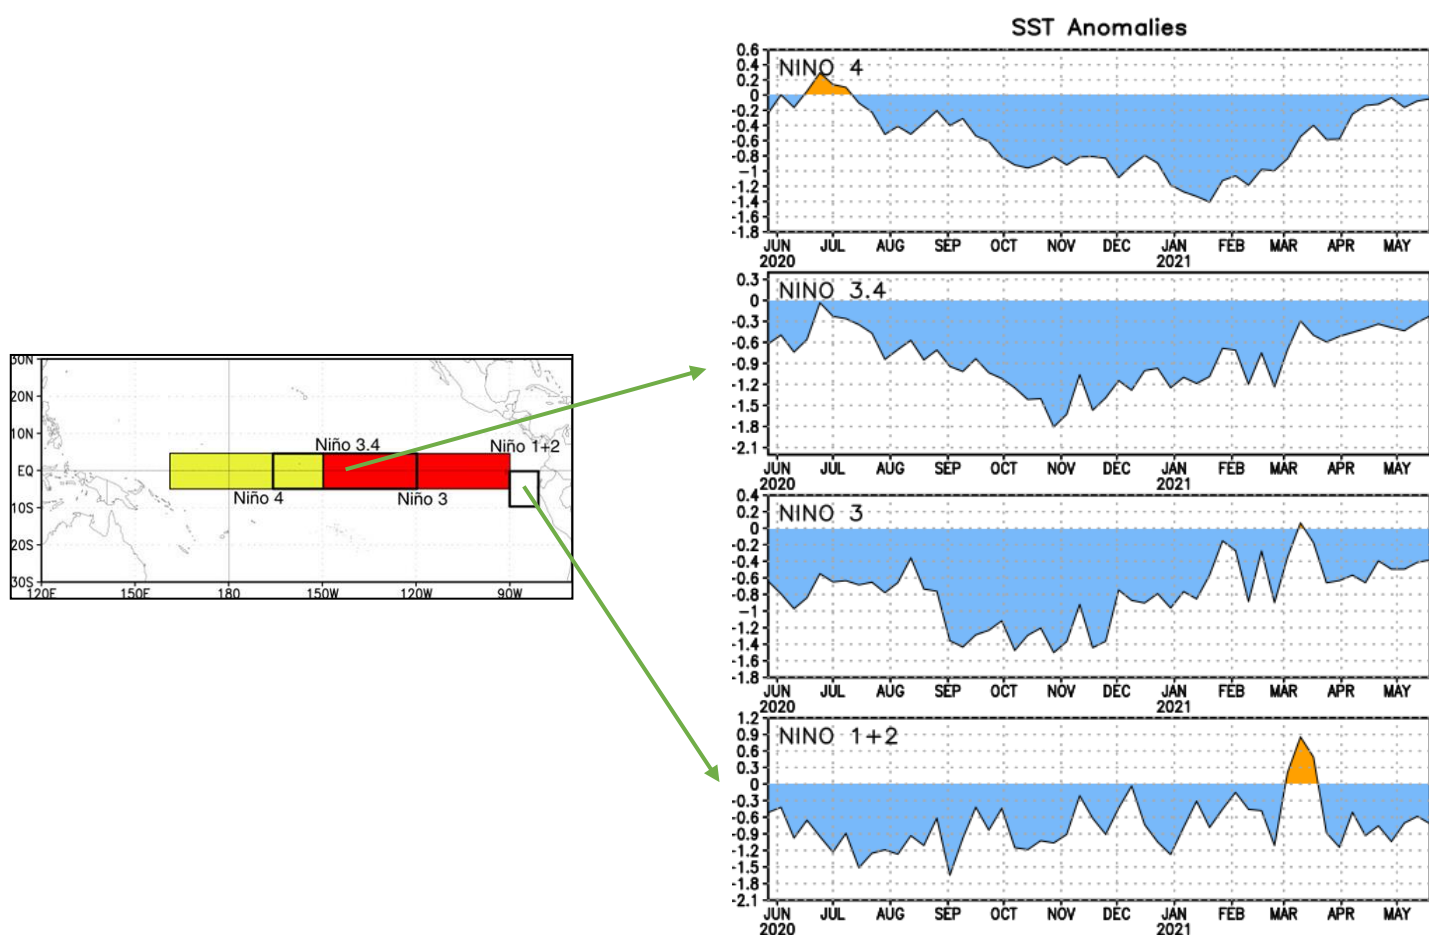 SST Anomalies
NINO 4
0.6
0.4
0.2
0
-0.2
-0.4
-0.6
-0.8
-1
-1.2
-1.4
-1.6
-1.8
JUN JUL AUG SEP OCT NOV DEC JAN FEB MAR APR MAY
2020 2021
NINO 3.4
0.3
0
-0.3
-0.6
-0.9
-1.2
-1.5
-1.8
-2.1
JUN JUL AUG SEP OCT NOV DEC JAN FEB MAR APR MAY
2020 2021
NINO 3
0.4
0.2
0
-0.2
-0.4
-0.6
-0.8
-1
-1.2
-1.4
-1.6
-1.8
JUN JUL AUG SEP OCT NOV DEC JAN FEB MAR APR MAY
2020 2021
NINO 1+2
1.2
0.9
0.6
0.3
0
-0.3
-0.6
-0.9
-1.2
-1.5
-1.8
-2.1
JUN JUL AUG SEP OCT NOV DEC JAN FEB MAR APR MAY
2020 2021
30N
20N
10N
EQ
10S
20S
30S
120E 150E 180 150W 120W 90W
Niño 3.4
Niño 1+2
Niño 4
Niño 3